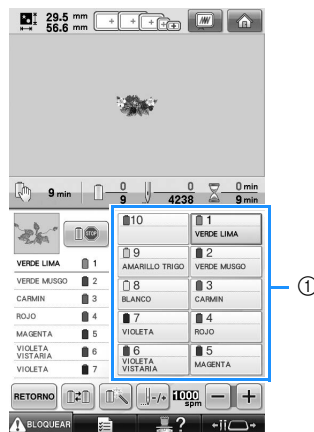 29.5 mm
56.6 mm
9 min
0
9
0
4238
0 min
9 min
10
1
VERDE LIMA
9
AMARILLO TRIGO
2
VERDE MUSGO
8
BLANCO
3
CARMIN
7
VIOLETA
4
ROJO
6
VIOLETA
VISTARIA
5
MAGENTA
VERDE LIMA 1
VERDE MUSGO 2
CARMIN 3
ROJO 4
MAGENTA 5
VIOLETA
VISTARIA 6
VIOLETA 7
①
RETORNO
-/+
1000
spm
-
+
BLOQUEAR
?